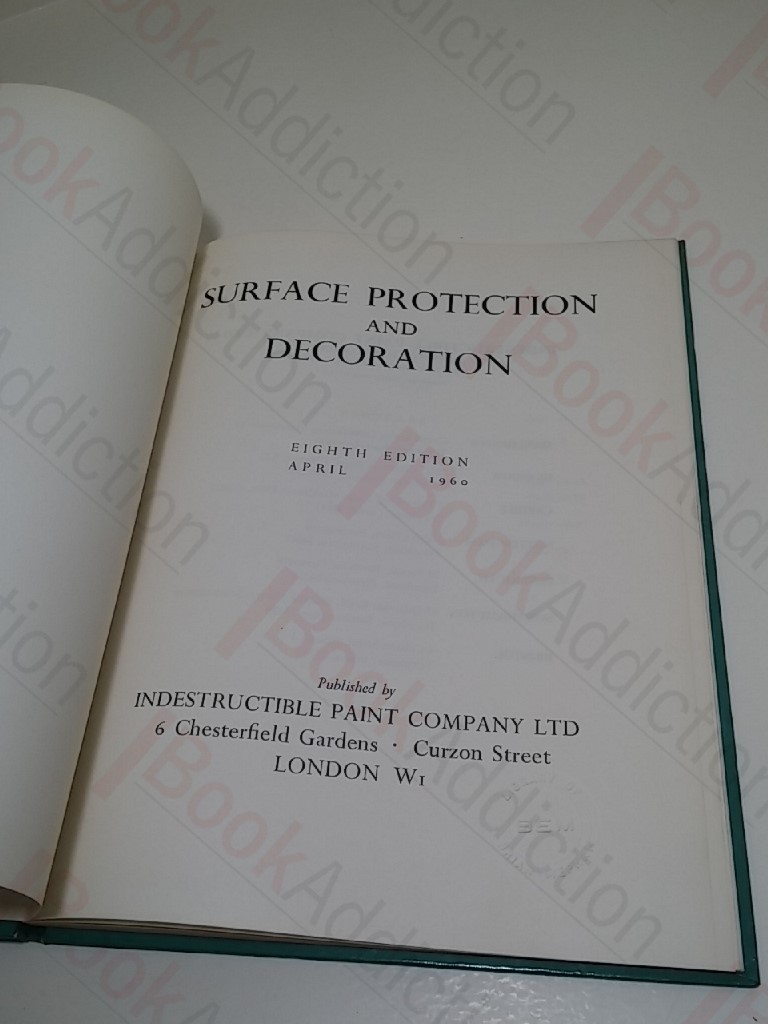 SURFACE PROTECTION
AND
DECORATION
EIGHTH EDITION
APRIL 1960
Published by
INDESTRUCTIBLE PAINT COMPANY LTD
6 Chesterfield Gardens · Curzon Street
LONDON W1
BookAddiction